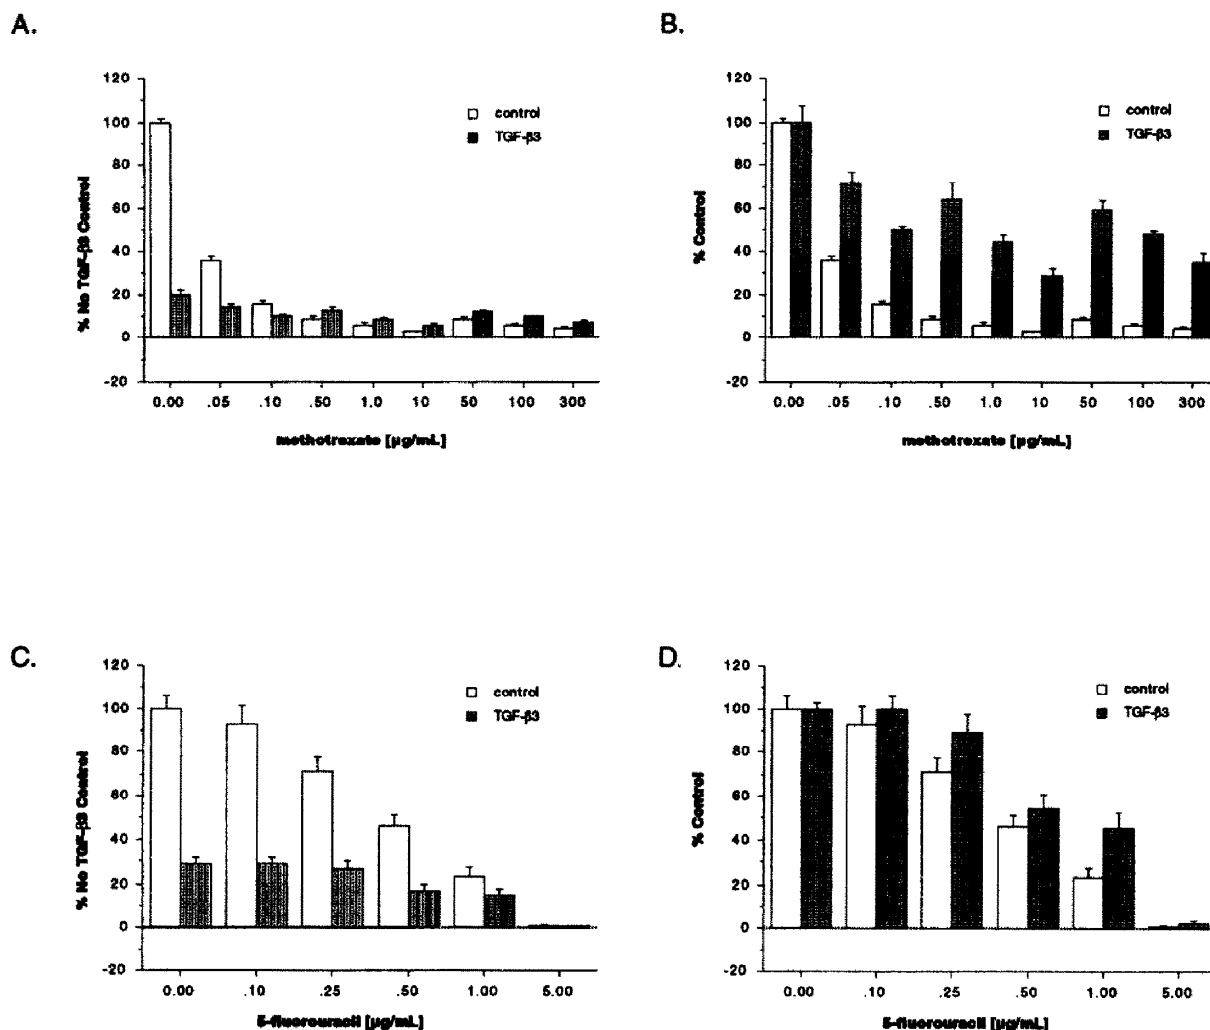 A.
120
100
80
60
40
20
0
-20
% No TGF-β3 Control
control
TGF-β3
0.00 .05 .10 .50 1.0 10 50 100 300
methotrexate [µg/mL]
B.
120
100
80
60
40
20
0
-20
% Control
control
TGF-β3
0.00 .05 .10 .50 1.0 10 50 100 300
methotrexate [µg/mL]
C.
120
100
80
60
40
20
0
-20
% No TGF-β3 Control
control
TGF-β3
0.00 .10 .25 .50 1.00 5.00
5-fluorouracil [µg/mL]
D.
120
100
80
60
40
20
0
-20
% Control
control
TGF-β3
0.00 .10 .25 .50 1.00 5.00
5-fluorouracil [µg/mL]